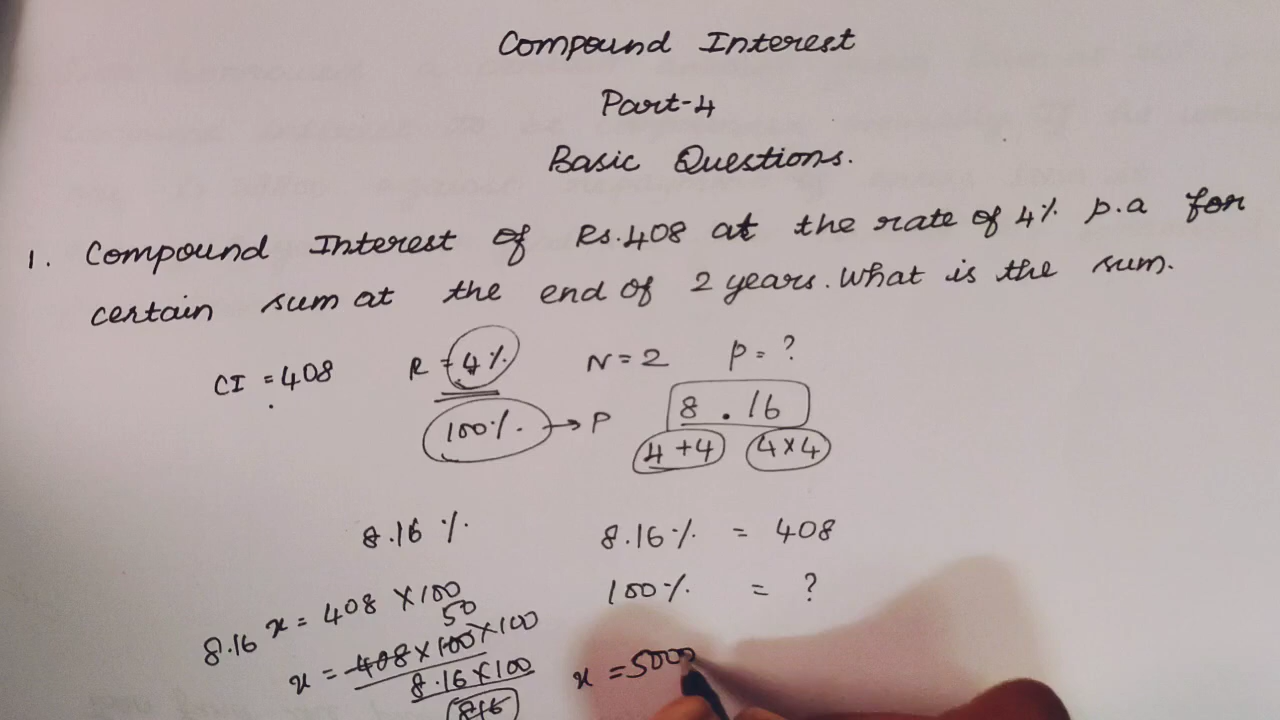 Compound Interest
Part-4
Basic Questions.
1. Compound Interest of Rs.408 at the rate of 4% p.a for
certain sum at the end of 2 years. What is the sum.
CI = 408 R = 4% N = 2 P = ?
100% → P 8 . 16
4 + 4 4 × 4
8.16 % 8.16% = 408
100% = ?
8.16 x = 408 × 100
50
x = 408 × 100 × 100
8.16 × 100
816
x = 5000